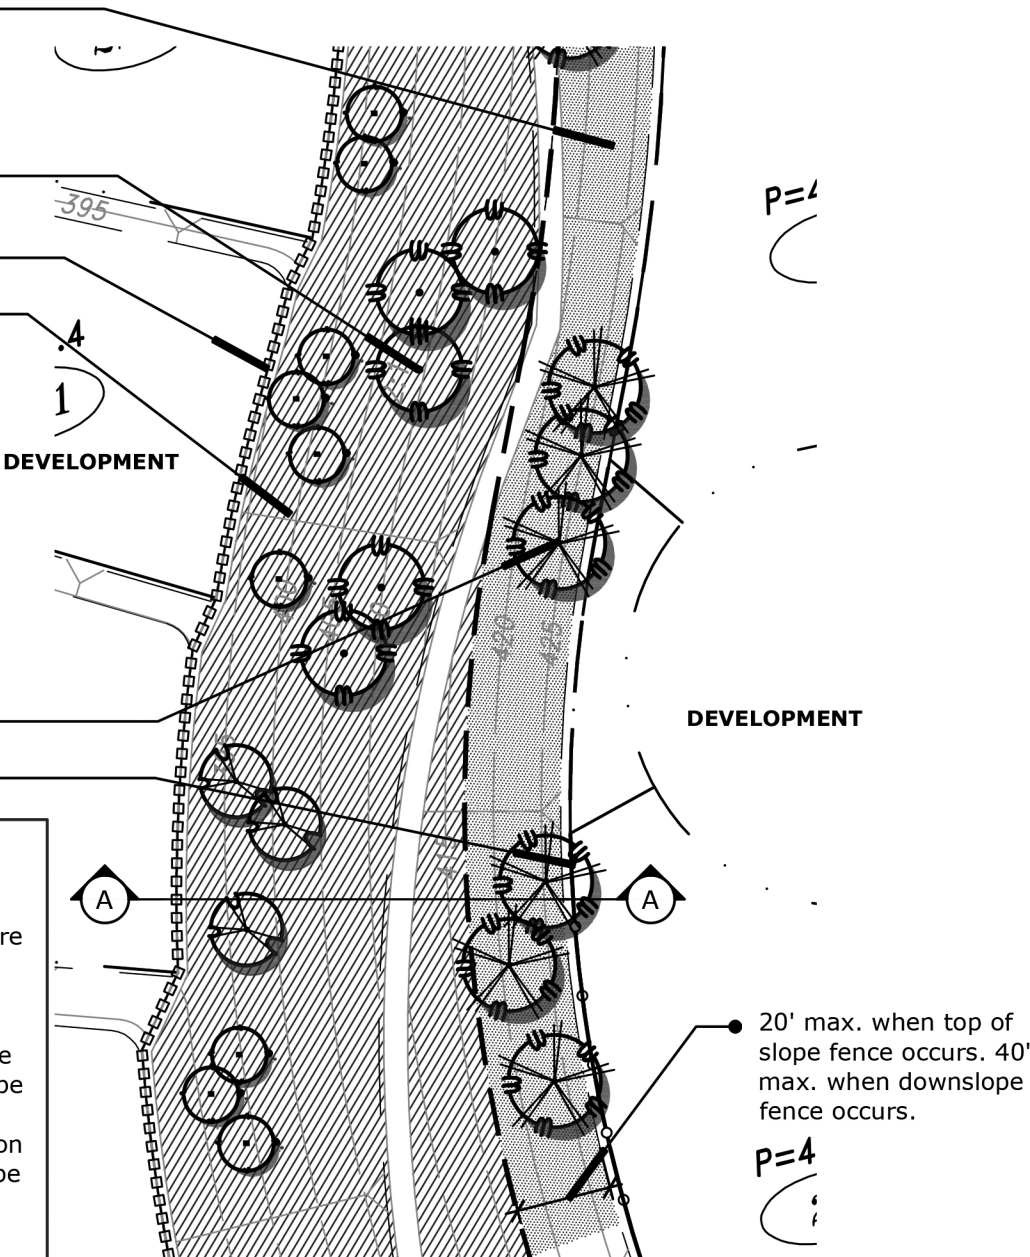 395
P=4
.4
1
DEVELOPMENT
420
425
DEVELOPMENT
415
A
A
re
e
pe
on
pe
20' max. when top of
slope fence occurs. 40'
max. when downslope
fence occurs.
P=4